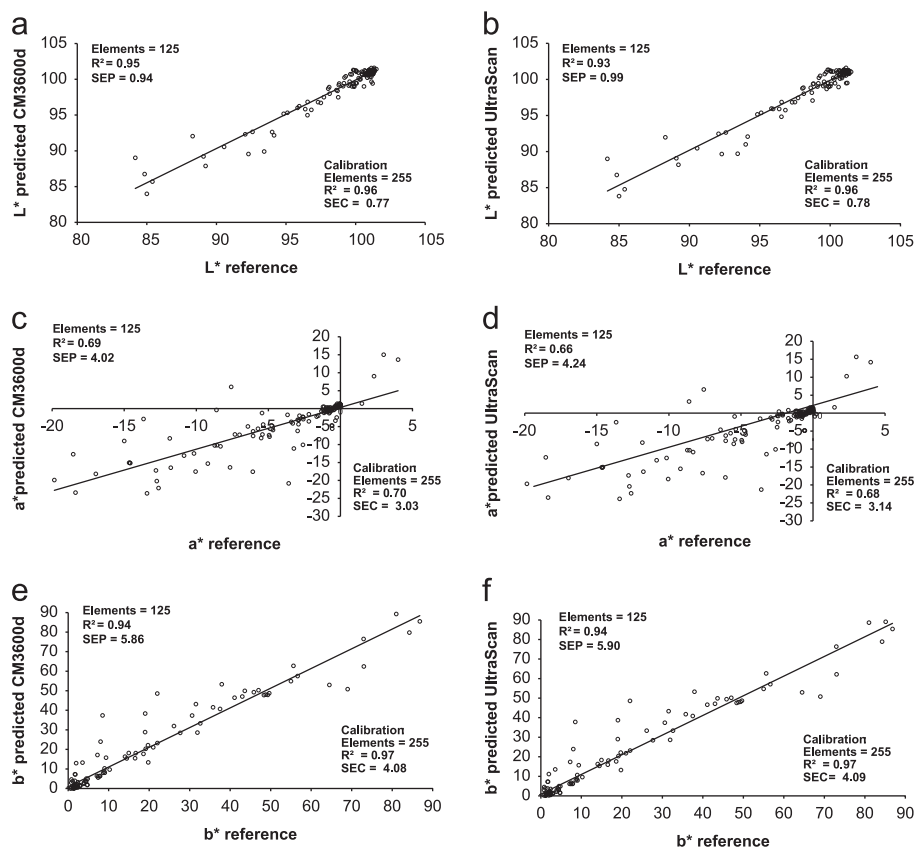 a
Elements = 125
R² = 0.95
SEP = 0.94
L* predicted CM3600d
105
100
95
90
85
80
Calibration
Elements = 255
R² = 0.96
SEC = 0.77
80 85 90 95 100 105
L* reference
b
Elements = 125
R² = 0.93
SEP = 0.99
L* predicted UltraScan
105
100
95
90
85
80
Calibration
Elements = 255
R² = 0.96
SEC = 0.78
80 85 90 95 100 105
L* reference
c
Elements = 125
R² = 0.69
SEP = 4.02
a*predicted CM3600d
20
15
10
5
-20 -15 -10 -5 5
-5
-10
-15
-20
-25
-30
Calibration
Elements = 255
R² = 0.70
SEC = 3.03
a* reference
d
Elements = 125
R² = 0.66
SEP = 4.24
a*predicted UltraScan
20
15
10
5
0
-20 -15 -10 -5 0 5
-5
-10
-15
-20
-25
-30
Calibration
Elements = 255
R² = 0.68
SEC = 3.14
a* reference
e
Elements = 125
R² = 0.94
SEP = 5.86
b* predicted CM3600d
90
80
70
60
50
40
30
20
10
0
Calibration
Elements = 255
R² = 0.97
SEC = 4.08
0 10 20 30 40 50 60 70 80 90
b* reference
f
Elements = 125
R² = 0.94
SEP = 5.90
b* predicted UltraScan
90
80
70
60
50
40
30
20
10
0
Calibration
Elements = 255
R² = 0.97
SEC= 4.09
0 10 20 30 40 50 60 70 80 90
b* reference